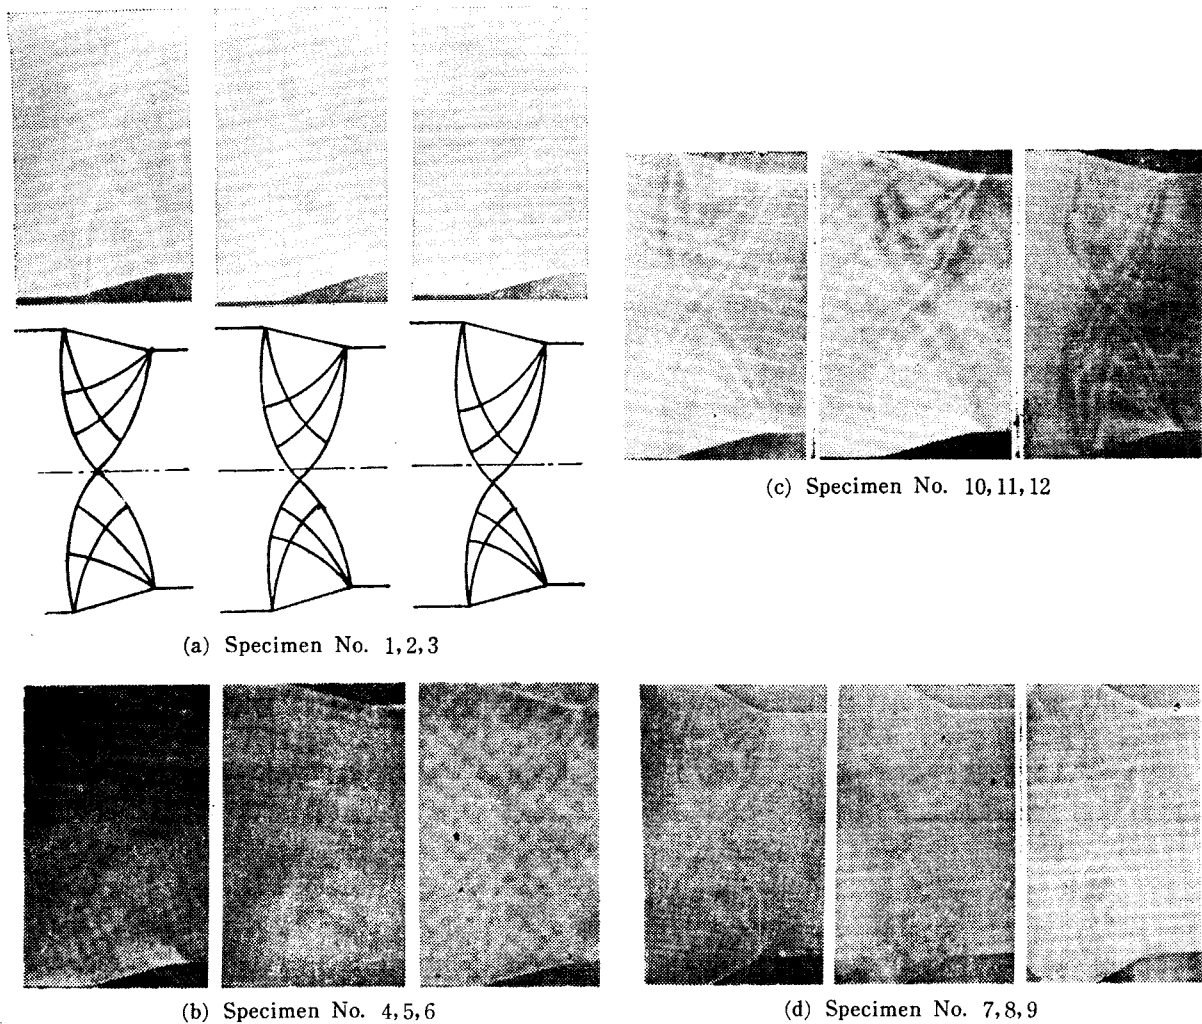 (c) Specimen No. 10, 11, 12
(a) Specimen No. 1, 2, 3
(b) Specimen No. 4, 5, 6
(d) Specimen No. 7, 8, 9